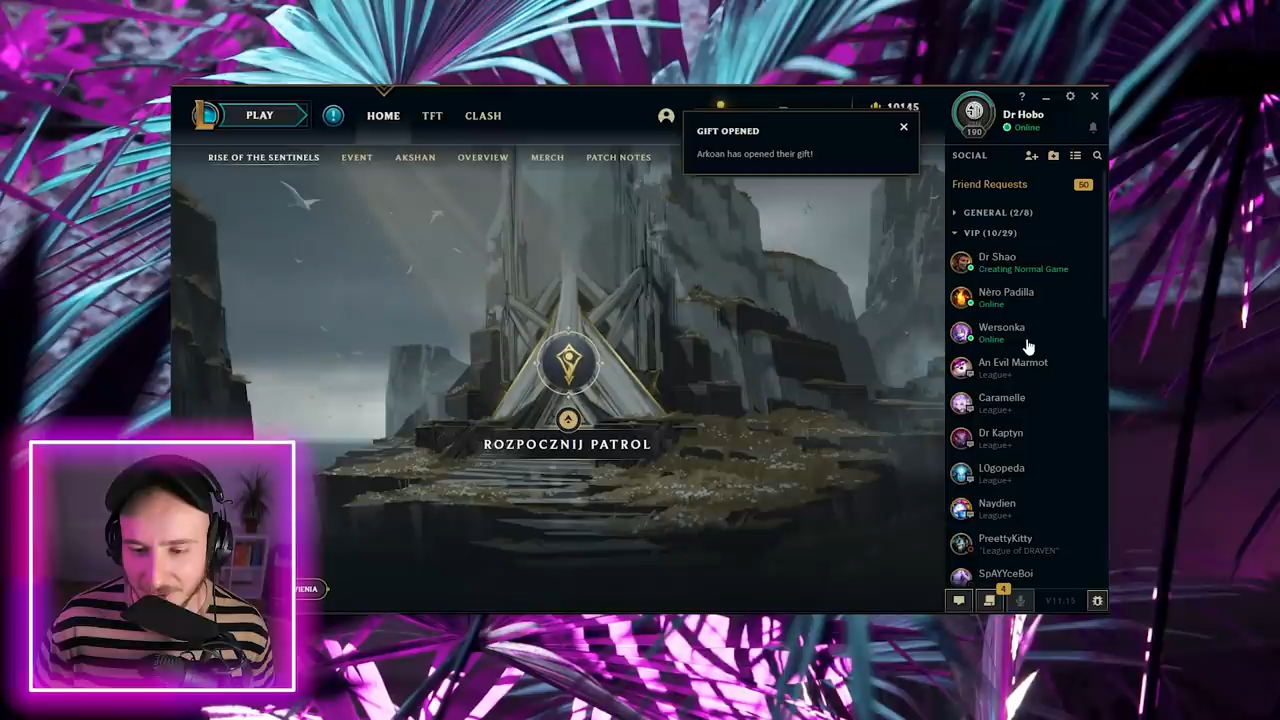 PLAY
HOME
TFT
CLASH
10145
RISE OF THE SENTINELS
EVENT
AKSHAN
OVERVIEW
MERCH
PATCH NOTES
GIFT OPENED
Arkoan has opened their gift!
ROZPOCZNIJ PATROL
?
190
Dr Hobo
Online
SOCIAL
Friend Requests
50
GENERAL (2/8)
VIP (10/29)
Dr Shao
Creating Normal Game
Nèro Padilla
Online
Wersonka
Online
An Evil Marmot
League+
Caramelle
League+
Dr Kaptyn
League+
L0gopeda
League+
Naydien
League+
PreettyKitty
"League of DRAVEN"
SpAYYceBoi
4
V11.15